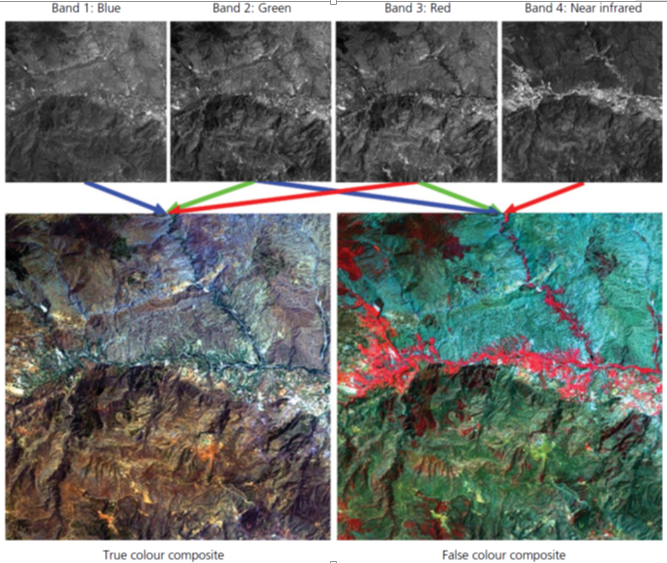 Band 1: Blue
Band 2: Green
Band 3: Red
Band 4: Near infrared
True colour composite
False colour composite